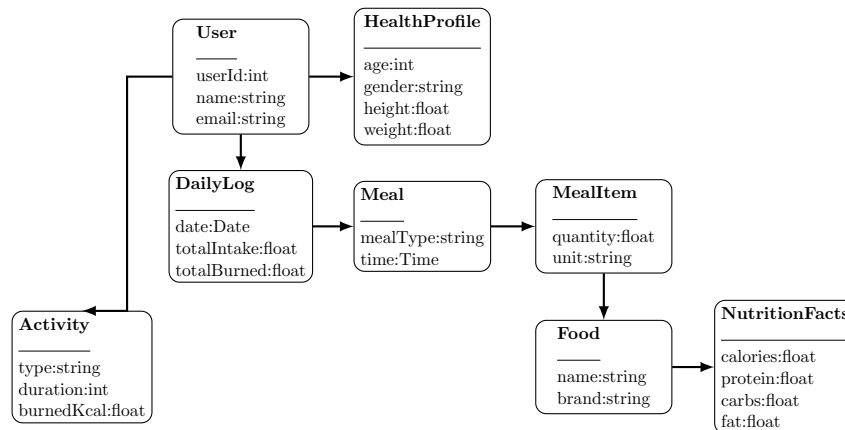 User
userId:int
name:string
email:string
HealthProfile
age:int
gender:string
height:float
weight:float
DailyLog
date:Date
totalIntake:float
totalBurned:float
Meal
mealType:string
time:Time
MealItem
quantity:float
unit:string
Activity
type:string
duration:int
burnedKcal:float
Food
name:string
brand:string
NutritionFacts
calories:float
protein:float
carbs:float
fat:float